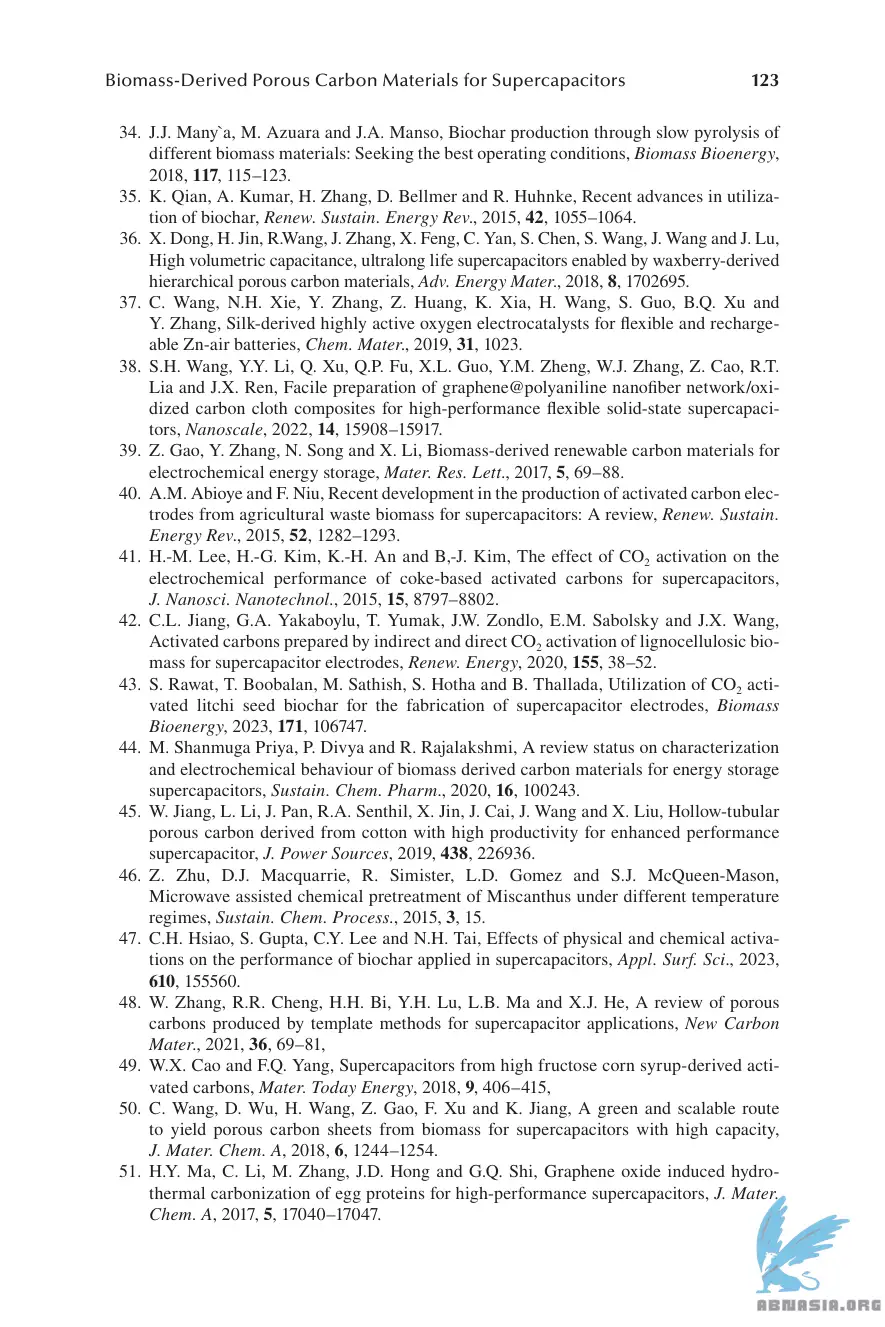 Biomass-Derived Porous Carbon Materials for Supercapacitors 123
34. J.J. Many`a, M. Azuara and J.A. Manso, Biochar production through slow pyrolysis of
different biomass materials: Seeking the best operating conditions, Biomass Bioenergy,
2018, 117, 115–123.
35. K. Qian, A. Kumar, H. Zhang, D. Bellmer and R. Huhnke, Recent advances in utiliza-
tion of biochar, Renew. Sustain. Energy Rev., 2015, 42, 1055–1064.
36. X. Dong, H. Jin, R.Wang, J. Zhang, X. Feng, C. Yan, S. Chen, S. Wang, J. Wang and J. Lu,
High volumetric capacitance, ultralong life supercapacitors enabled by waxberry-derived
hierarchical porous carbon materials, Adv. Energy Mater., 2018, 8, 1702695.
37. C. Wang, N.H. Xie, Y. Zhang, Z. Huang, K. Xia, H. Wang, S. Guo, B.Q. Xu and
Y. Zhang, Silk-derived highly active oxygen electrocatalysts for flexible and recharge-
able Zn-air batteries, Chem. Mater., 2019, 31, 1023.
38. S.H. Wang, Y.Y. Li, Q. Xu, Q.P. Fu, X.L. Guo, Y.M. Zheng, W.J. Zhang, Z. Cao, R.T.
Lia and J.X. Ren, Facile preparation of graphene@polyaniline nanofiber network/oxi-
dized carbon cloth composites for high-performance flexible solid-state supercapaci-
tors, Nanoscale, 2022, 14, 15908–15917.
39. Z. Gao, Y. Zhang, N. Song and X. Li, Biomass-derived renewable carbon materials for
electrochemical energy storage, Mater. Res. Lett., 2017, 5, 69–88.
40. A.M. Abioye and F. Niu, Recent development in the production of activated carbon elec-
trodes from agricultural waste biomass for supercapacitors: A review, Renew. Sustain.
Energy Rev., 2015, 52, 1282–1293.
41. H.-M. Lee, H.-G. Kim, K.-H. An and B,-J. Kim, The effect of CO₂ activation on the
electrochemical performance of coke-based activated carbons for supercapacitors,
J. Nanosci. Nanotechnol., 2015, 15, 8797–8802.
42. C.L. Jiang, G.A. Yakaboylu, T. Yumak, J.W. Zondlo, E.M. Sabolsky and J.X. Wang,
Activated carbons prepared by indirect and direct CO₂ activation of lignocellulosic bio-
mass for supercapacitor electrodes, Renew. Energy, 2020, 155, 38–52.
43. S. Rawat, T. Boobalan, M. Sathish, S. Hotha and B. Thallada, Utilization of CO₂ acti-
vated litchi seed biochar for the fabrication of supercapacitor electrodes, Biomass
Bioenergy, 2023, 171, 106747.
44. M. Shanmuga Priya, P. Divya and R. Rajalakshmi, A review status on characterization
and electrochemical behaviour of biomass derived carbon materials for energy storage
supercapacitors, Sustain. Chem. Pharm., 2020, 16, 100243.
45. W. Jiang, L. Li, J. Pan, R.A. Senthil, X. Jin, J. Cai, J. Wang and X. Liu, Hollow-tubular
porous carbon derived from cotton with high productivity for enhanced performance
supercapacitor, J. Power Sources, 2019, 438, 226936.
46. Z. Zhu, D.J. Macquarrie, R. Simister, L.D. Gomez and S.J. McQueen-Mason,
Microwave assisted chemical pretreatment of Miscanthus under different temperature
regimes, Sustain. Chem. Process., 2015, 3, 15.
47. C.H. Hsiao, S. Gupta, C.Y. Lee and N.H. Tai, Effects of physical and chemical activa-
tions on the performance of biochar applied in supercapacitors, Appl. Surf. Sci., 2023,
610, 155560.
48. W. Zhang, R.R. Cheng, H.H. Bi, Y.H. Lu, L.B. Ma and X.J. He, A review of porous
carbons produced by template methods for supercapacitor applications, New Carbon
Mater., 2021, 36, 69–81,
49. W.X. Cao and F.Q. Yang, Supercapacitors from high fructose corn syrup-derived acti-
vated carbons, Mater. Today Energy, 2018, 9, 406–415,
50. C. Wang, D. Wu, H. Wang, Z. Gao, F. Xu and K. Jiang, A green and scalable route
to yield porous carbon sheets from biomass for supercapacitors with high capacity,
J. Mater. Chem. A, 2018, 6, 1244–1254.
51. H.Y. Ma, C. Li, M. Zhang, J.D. Hong and G.Q. Shi, Graphene oxide induced hydro-
thermal carbonization of egg proteins for high-performance supercapacitors, J. Mater.
Chem. A, 2017, 5, 17040–17047.
ABNASIA.ORG